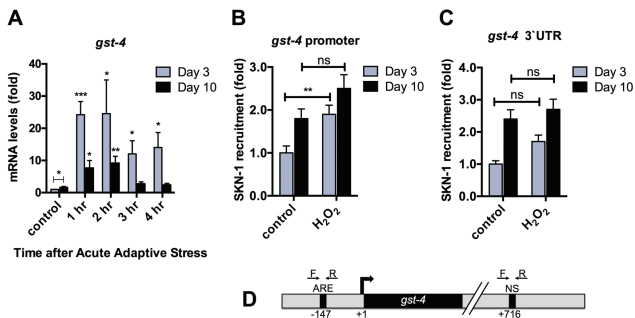 A
gst-4
mRNA levels (fold)
40
30
20
10
0
***
*
*
**
*
*
*
Day 3
Day 10
control
1 hr
2 hr
3 hr
4 hr
Time after Acute Adaptive Stress
B
gst-4 promoter
SKN-1 recruitment (fold)
3.0
2.0
1.0
0.0
ns
**
Day 3
Day 10
control
H₂O₂
C
gst-4 3`UTR
SKN-1 recruitment (fold)
4.0
3.0
2.0
1.0
0.0
ns
ns
Day 3
Day 10
control
H₂O₂
D
F R
ARE
-147
+1
gst-4
F R
NS
+716